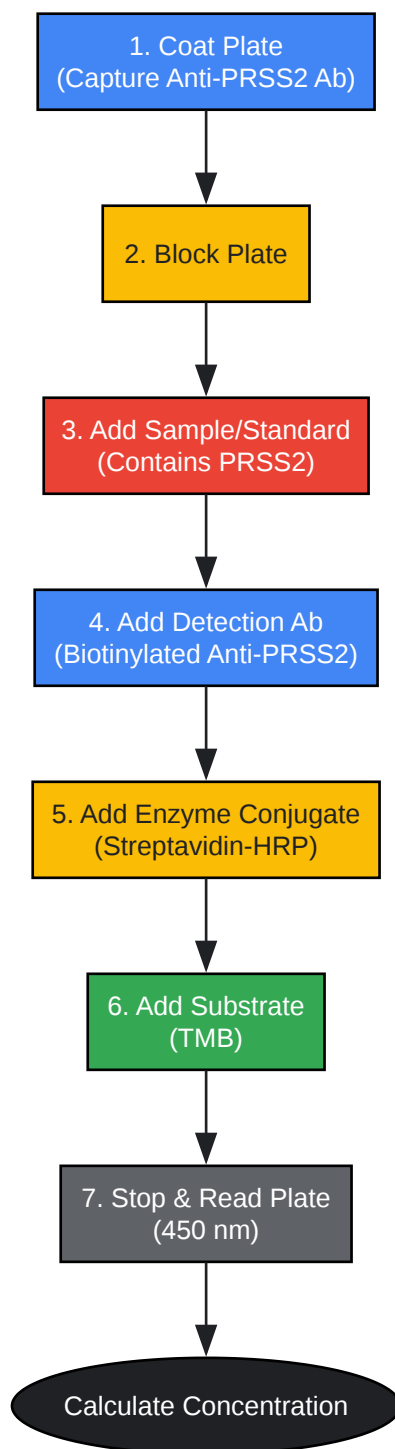 1. Coat Plate
(Capture Anti-PRSS2 Ab)
2. Block Plate
3. Add Sample/Standard
(Contains PRSS2)
4. Add Detection Ab
(Biotinylated Anti-PRSS2)
5. Add Enzyme Conjugate
(Streptavidin-HRP)
6. Add Substrate
(TMB)
7. Stop & Read Plate
(450 nm)
Calculate Concentration